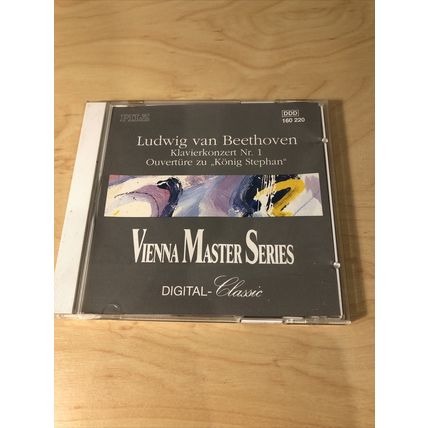 PILZ
DDD
160 220
Ludwig van Beethoven
Klavierkonzert Nr. 1
Ouvertüre zu „König Stephan“
VIENNA MASTER SERIES
DIGITAL-Classic